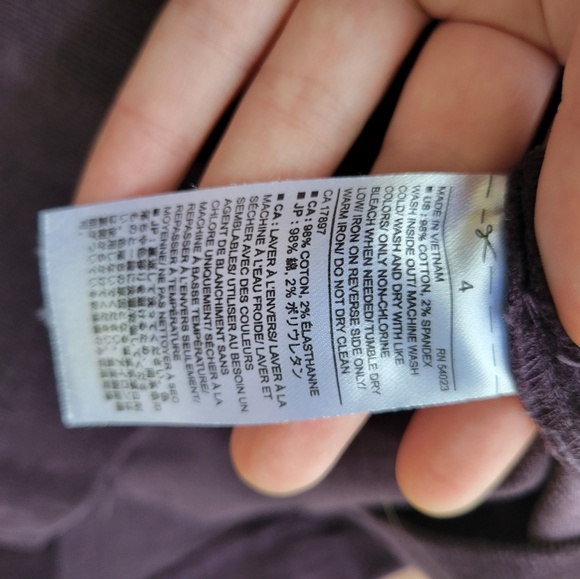 4
RN 54023
MADE IN VIETNAM
■ US : 98% COTTON, 2% SPANDEX
WASH INSIDE OUT/ MACHINE WASH
COLD/ WASH AND DRY WITH LIKE
COLORS/ ONLY NON-CHLORINE
BLEACH WHEN NEEDED/TUMBLE DRY
LOW/ IRON ON REVERSE SIDE ONLY/
WARM IRON/ DO NOT DRY CLEAN
CA 17897
■ CA : 98% COTON, 2% ÉLASTHANNE
■ JP : 98% 綿, 2% ポリウレタン
■ CA : LAVER À L'ENVERS/ LAVER À LA
MACHINE À L'EAU FROIDE/ LAVER ET
SÉCHER AVEC DES COULEURS
SEMBLABLES/ UTILISER AU BESOIN UN
AGENT DE BLANCHIMENT SANS
CHLORE UNIQUEMENT/ SÉCHER À LA
MACHINE À BASSE TEMPÉRATURE/
REPASSER À L'ENVERS SEULEMENT/
REPASSER À TEMPÉRATURE
MOYENNE/ NE PAS NETTOYER À SEC
■ JP :